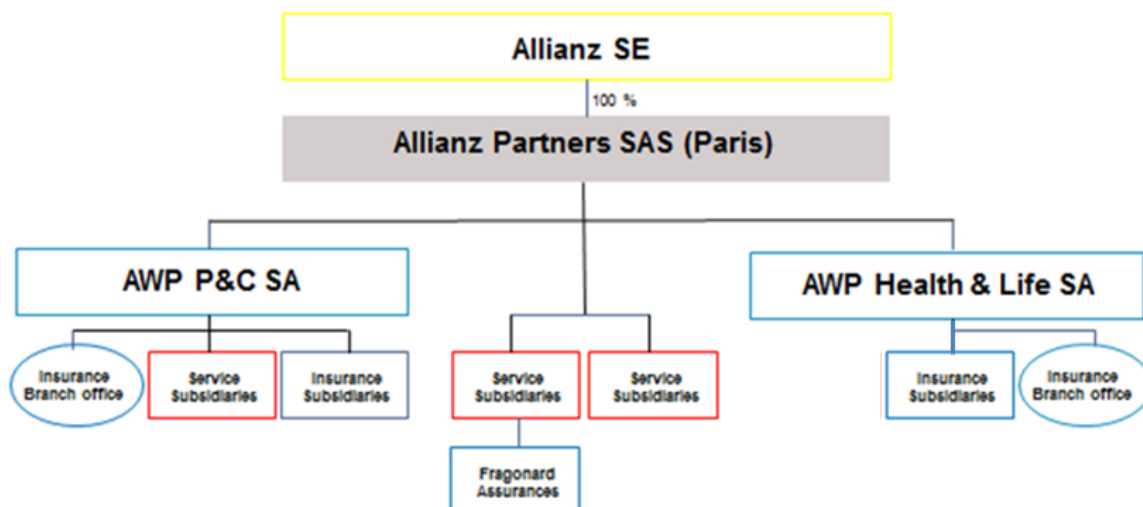 Allianz SE
100 %
Allianz Partners SAS (Paris)
AWP P&C SA
AWP Health & Life SA
Insurance
Branch office
Service
Subsidiaries
Insurance
Subsidiaries
Service
Subsidiaries
Service
Subsidiaries
Insurance
Subsidiaries
Insurance
Branch office
Fragonard
Assurances